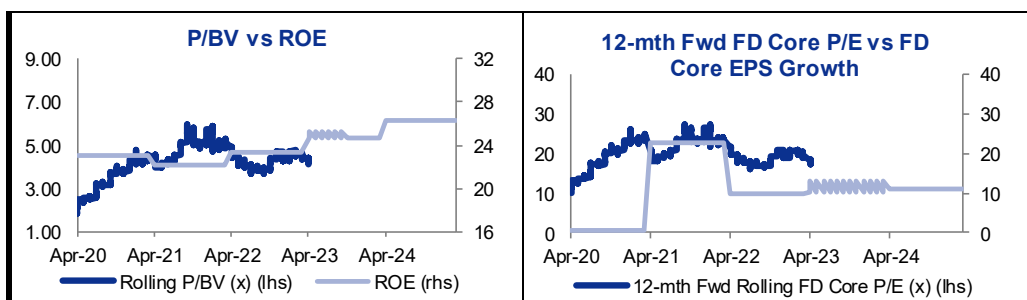 P/BV vs ROE
9.00
7.00
5.00
3.00
1.00
32
28
24
20
16
Apr-20 Apr-21 Apr-22 Apr-23 Apr-24
Rolling P/BV (x) (lhs) ROE (rhs)
12-mth Fwd FD Core P/E vs FD
Core EPS Growth
40
30
20
10
0
40
30
20
10
0
Apr-20 Apr-21 Apr-22 Apr-23 Apr-24
12-mth Fwd Rolling FD Core P/E (x) (lhs)